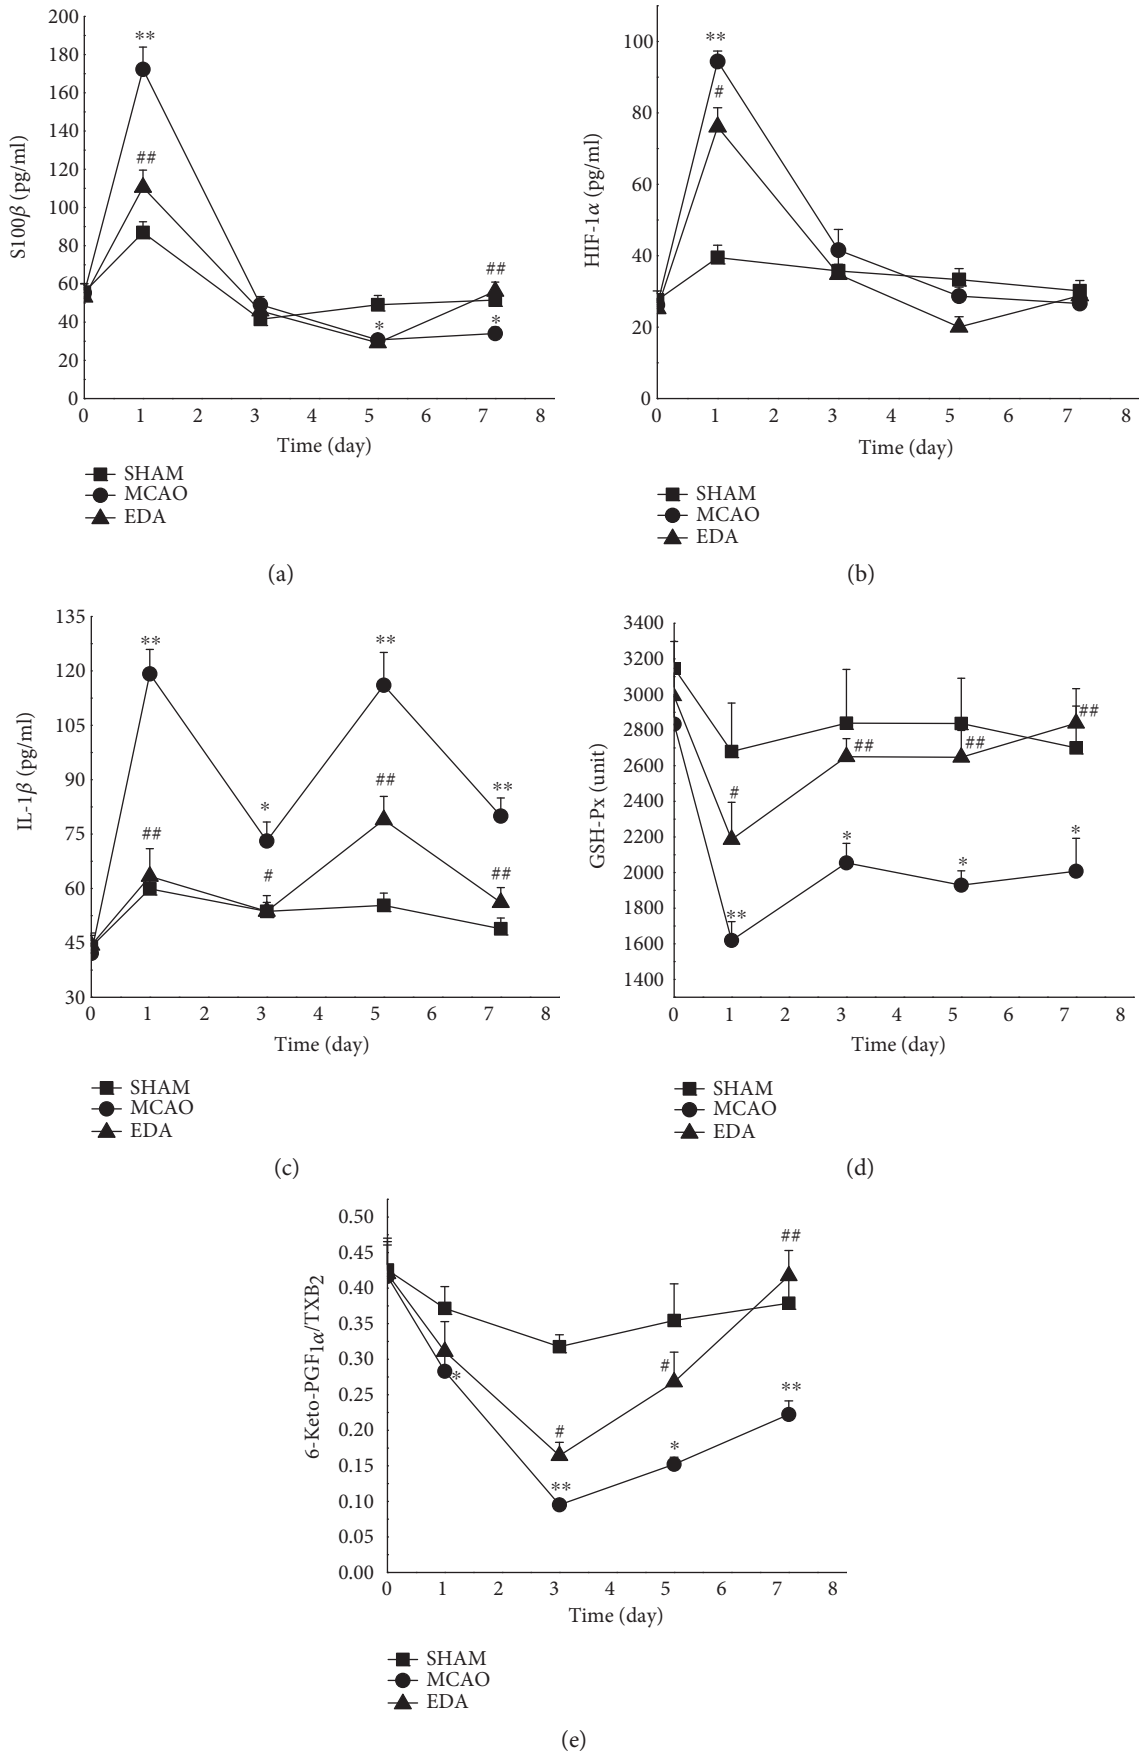 200
180
160
140
120
100
80
60
40
20
0
S100β (pg/ml)
**
##
*
##
*
0 1 2 3 4 5 6 7 8
Time (day)
SHAM
MCAO
EDA
(a)
100
80
60
40
20
0
HIF-1α (pg/ml)
**
#
0 1 2 3 4 5 6 7 8
Time (day)
SHAM
MCAO
EDA
(b)
135
120
105
90
75
60
45
30
IL-1β (pg/ml)
**
##
*
#
**
##
**
##
0 1 2 3 4 5 6 7 8
Time (day)
SHAM
MCAO
EDA
(c)
3400
3200
3000
2800
2600
2400
2200
2000
1800
1600
1400
GSH-Px (unit)
#
**
##
*
##
*
##
*
0 1 2 3 4 5 6 7 8
Time (day)
SHAM
MCAO
EDA
(d)
0.50
0.45
0.40
0.35
0.30
0.25
0.20
0.15
0.10
0.05
0.00
6-Keto-PGF1α/TXB2
*
#
**
#
*
##
**
0 1 2 3 4 5 6 7 8
Time (day)
SHAM
MCAO
EDA
(e)